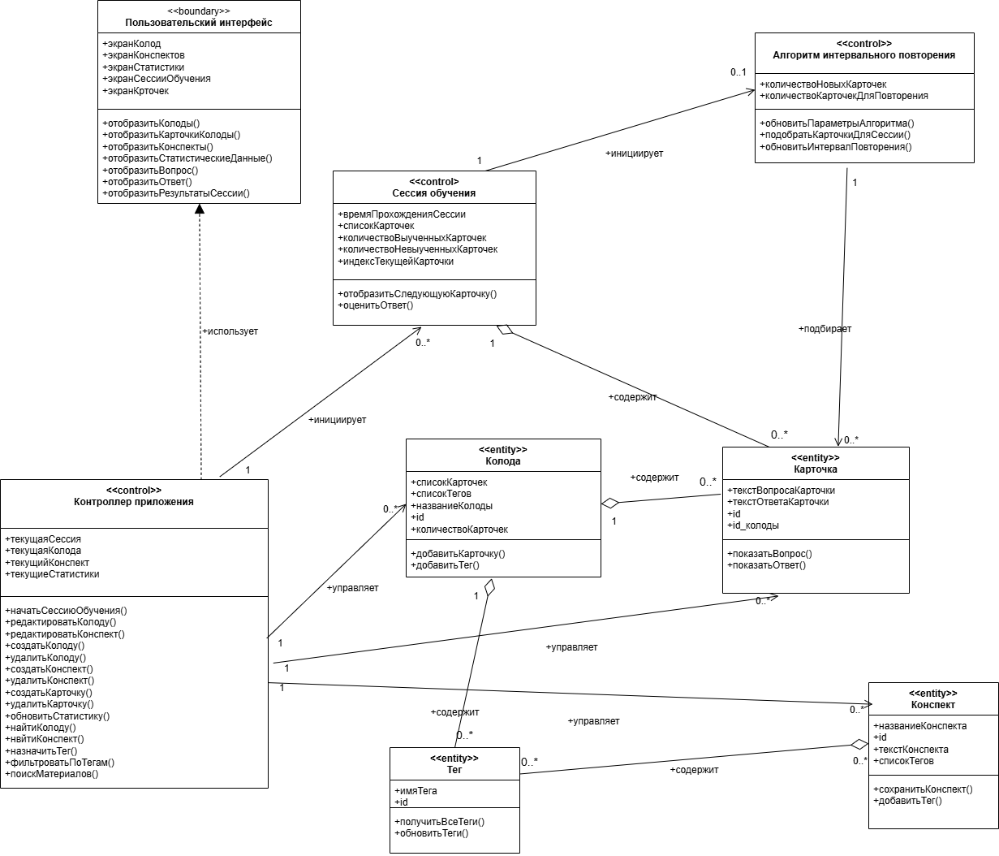 <<boundary>>
Пользовательский интерфейс
+экранКолод
+экранКонспектов
+экранСтатистики
+экранСессииОбучения
+экранКрточек
+отобразитьКолоды()
+отобразитьКарточкиКолоды()
+отобразитьКонспекты()
+отобразитьСтатистическиеДанные()
+отобразитьВопрос()
+отобразитьОтвет()
+отобразитьРезультатыСессии()
<<control>>
Алгоритм интервального повторения
+количествоНовыхКарточек
+количествоКарточекДляПовторения
+обновитьПараметрыАлгоритма()
+подобратьКарточкиДляСессии()
+обновитьИнтервалПовторения()
0..1
+инициирует
1
<<control>
Сессия обучения
+времяПрохожденияСессии
+списокКарточек
+количествоВыученныхКарточек
+количествоНевыученныхКарточек
+индексТекущейКарточки
+отобразитьСледующуюКарточку()
+оценитьОтвет()
1
+подбирает
0..*
+использует
0..*
1
+содержит
0..*
+инициирует
1
<<control>>
Контроллер приложения
+текущаяСессия
+текущаяКолода
+текущийКонспект
+текущиеСтатистики
+начатьСессиюОбучения()
+редактироватьКолоду()
+редактироватьКонспект()
+создатьКолоду()
+удалитьКолоду()
+создатьКонспект()
+удалитьКонспект()
+создатьКарточку()
+удалитьКарточку()
+обновитьСтатистику()
+найтиКолоду()
+нвйтиКонспект()
+назначитьТег()
+фильтроватьПоТегам()
+поискМатериалов()
<<entity>>
Колода
+списокКарточек
+списокТегов
+названиеКолоды
+id
+количествоКарточек
+добавитьКарточку()
+добавитьТег()
+содержит
0..*
1
<<entity>>
Карточка
+текстВопросаКарточки
+текстОтветаКарточки
+id
+id_колоды
+показатьВопрос()
+показатьОтвет()
0..*
+управляет
1
1
0..*
+управляет
1
1
+управляет
0..*
+содержит
0..*
<<entity>>
Тег
+имяТега
+id
+получитьВсеТеги()
+обновитьТеги()
0..*
+содержит
0..*
<<entity>>
Конспект
+названиеКонспекта
+id
+текстКонспекта
+списокТегов
+сохранитьКонспект()
+добавитьТег()